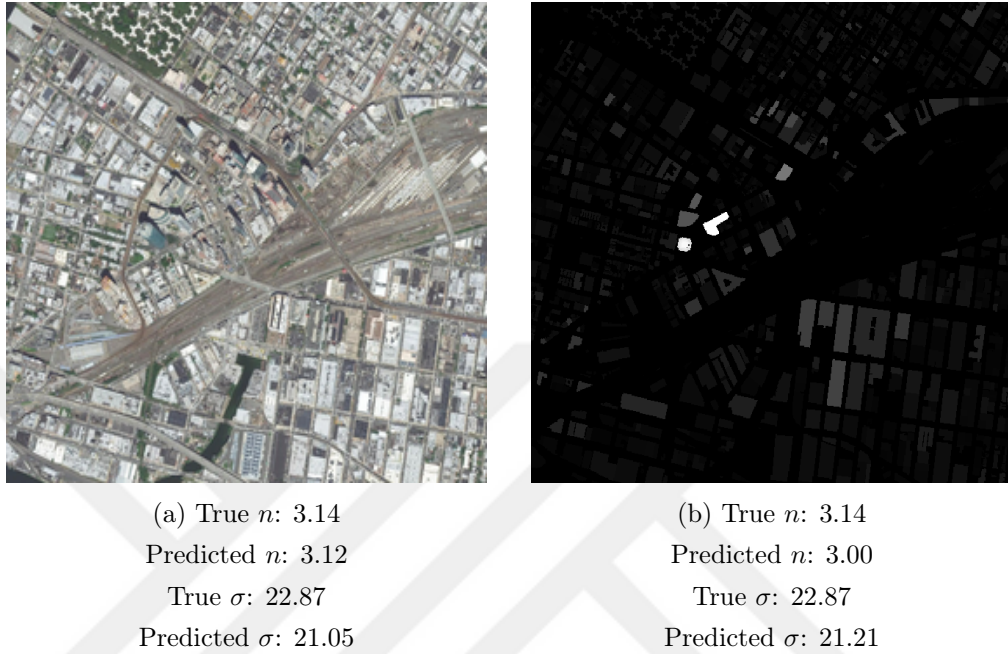 (a) True n: 3.14
Predicted n: 3.12
True σ: 22.87
Predicted σ: 21.05
(b) True n: 3.14
Predicted n: 3.00
True σ: 22.87
Predicted σ: 21.21